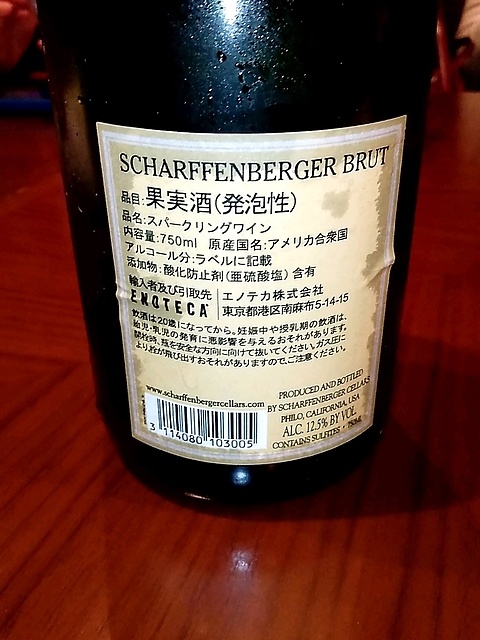 SCHARFFENBERGER BRUT
品目:果実酒(発泡性)
品名:スパークリングワイン
内容量:750ml 原産国名:アメリカ合衆国
アルコール分:ラベルに記載
添加物:酸化防止剤(亜硫酸塩)含有
輸入者及び引取先
ENOTECA
エノテカ株式会社
東京都港区南麻布5-14-15
飲酒は20歳になってから。妊娠中や授乳期の飲酒は、
胎児・乳児の発育に悪影響を与えるおそれがあります。
開栓時、瓶を安全な方向に向けて抜いてください。ガス圧に
より栓が飛び出すおそれがありますので、ご注意ください。
www.scharffenbergercellars.com
3 114080 103005
PRODUCED AND BOTTLED
BY SCHARFFENBERGER CELLARS
PHILO, CALIFORNIA, USA
ALC. 12.5% BY VOL
CONTAINS SULFITES • 750ML